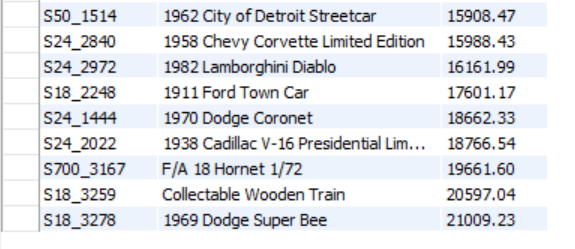 S50_1514 1962 City of Detroit Streetcar 15908.47
S24_2840 1958 Chevy Corvette Limited Edition 15988.43
S24_2972 1982 Lamborghini Diablo 16161.99
S18_2248 1911 Ford Town Car 17601.17
S24_1444 1970 Dodge Coronet 18662.33
S24_2022 1938 Cadillac V-16 Presidential Lim... 18766.54
S700_3167 F/A 18 Hornet 1/72 19661.60
S18_3259 Collectable Wooden Train 20597.04
S18_3278 1969 Dodge Super Bee 21009.23